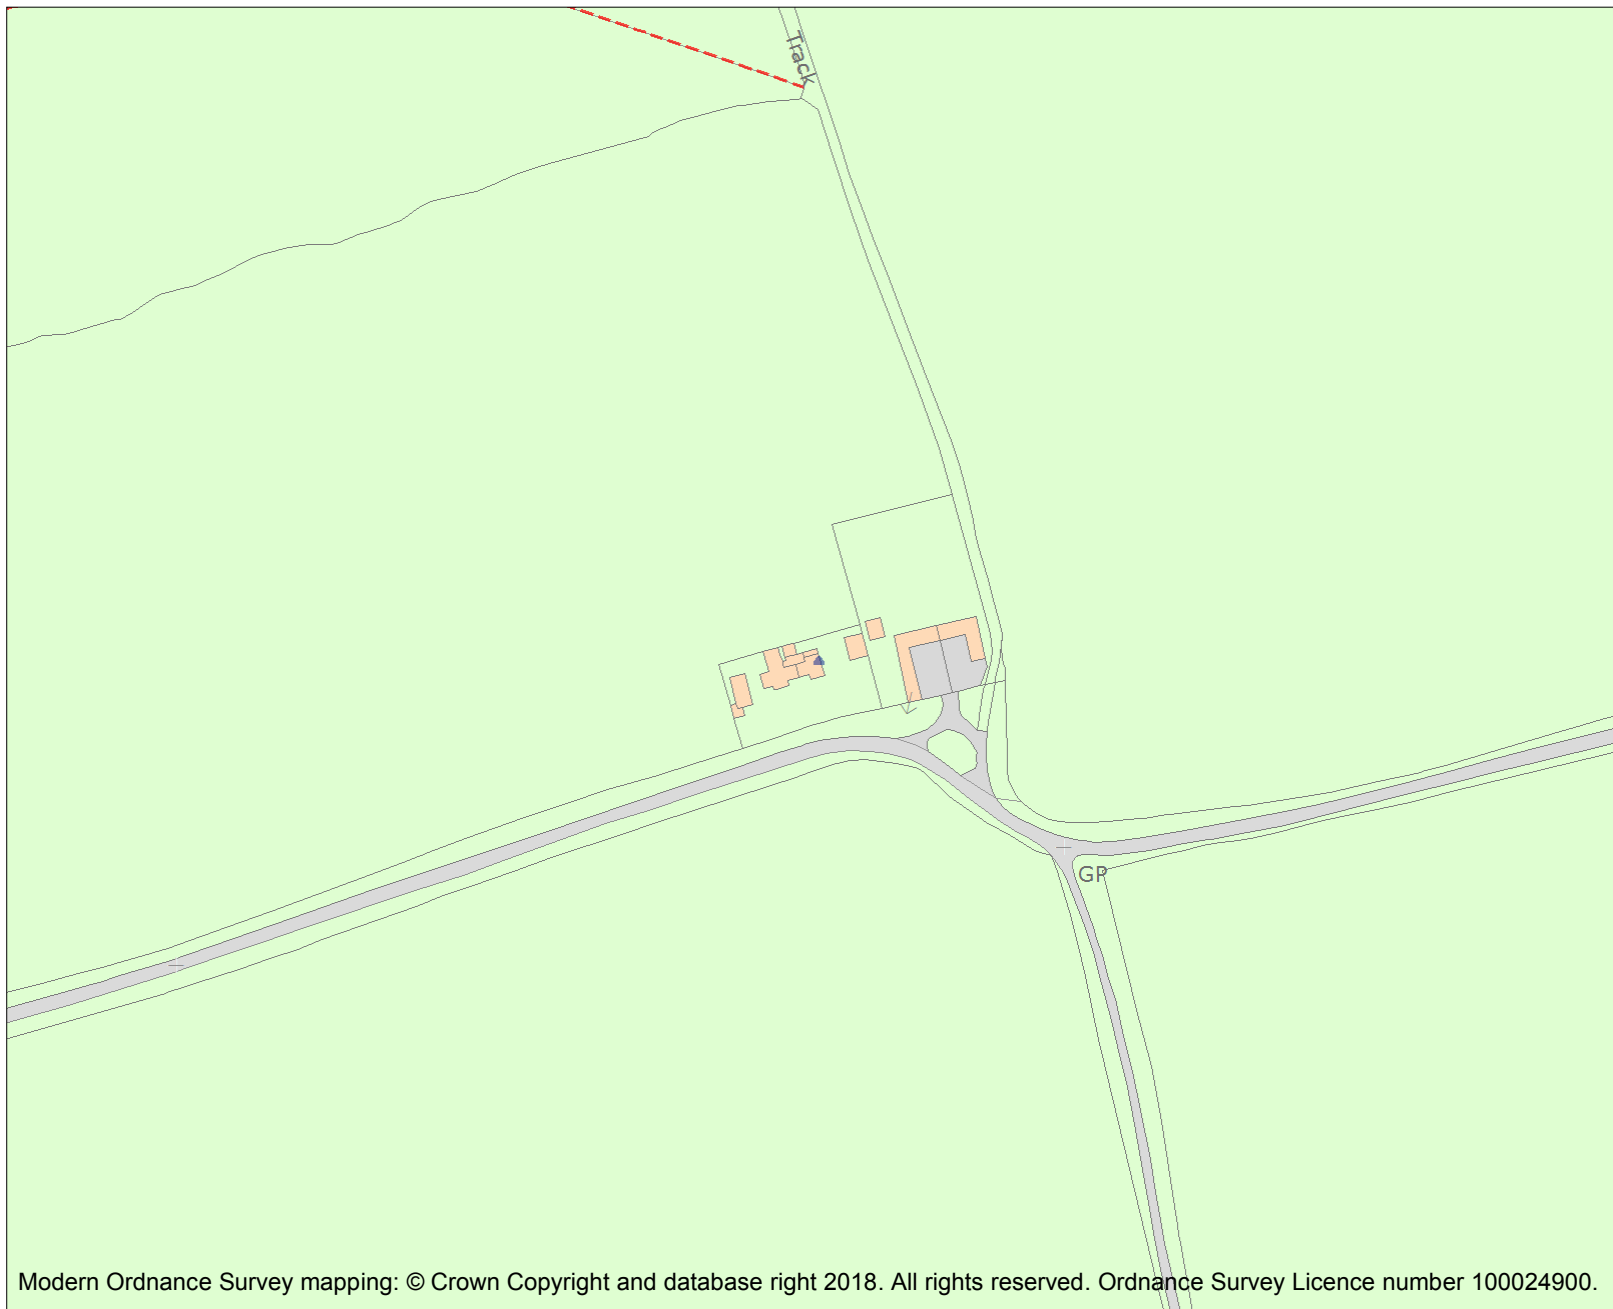 Track
GP
Modern Ordnance Survey mapping: © Crown Copyright and database right 2018. All rights reserved. Ordnance Survey Licence number 100024900.